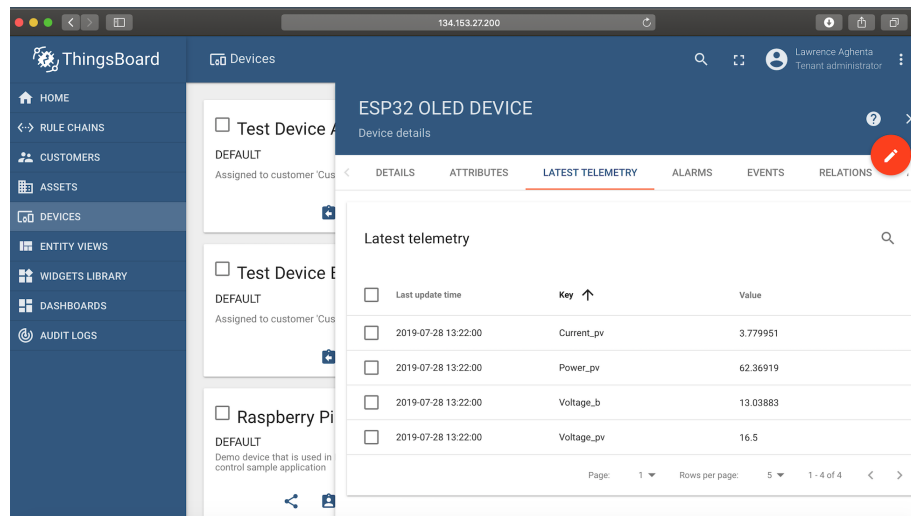 134.153.27.200
ThingsBoard
Devices
Lawrence Aghenta
Tenant administrator
HOME
RULE CHAINS
CUSTOMERS
ASSETS
DEVICES
ENTITY VIEWS
WIDGETS LIBRARY
DASHBOARDS
AUDIT LOGS
Test Device A
DEFAULT
Assigned to customer 'Cus
Test Device B
DEFAULT
Assigned to customer 'Cus
Raspberry Pi
DEFAULT
Demo device that is used in
control sample application
ESP32 OLED DEVICE
Device details
DETAILS ATTRIBUTES LATEST TELEMETRY ALARMS EVENTS RELATIONS
Latest telemetry
Last update time Key Value
2019-07-28 13:22:00 Current_pv 3.779951
2019-07-28 13:22:00 Power_pv 62.36919
2019-07-28 13:22:00 Voltage_b 13.03883
2019-07-28 13:22:00 Voltage_pv 16.5
Page: 1 Rows per page: 5 1 - 4 of 4